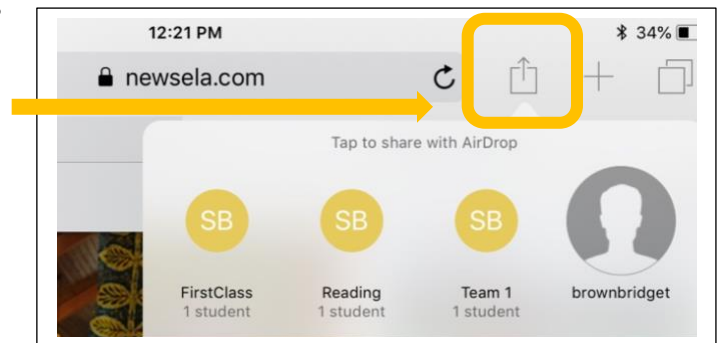 12:21 PM 34%
newsela.com
Tap to share with AirDrop
SB SB SB
FirstClass Reading Team 1 brownbridget
1 student 1 student 1 student